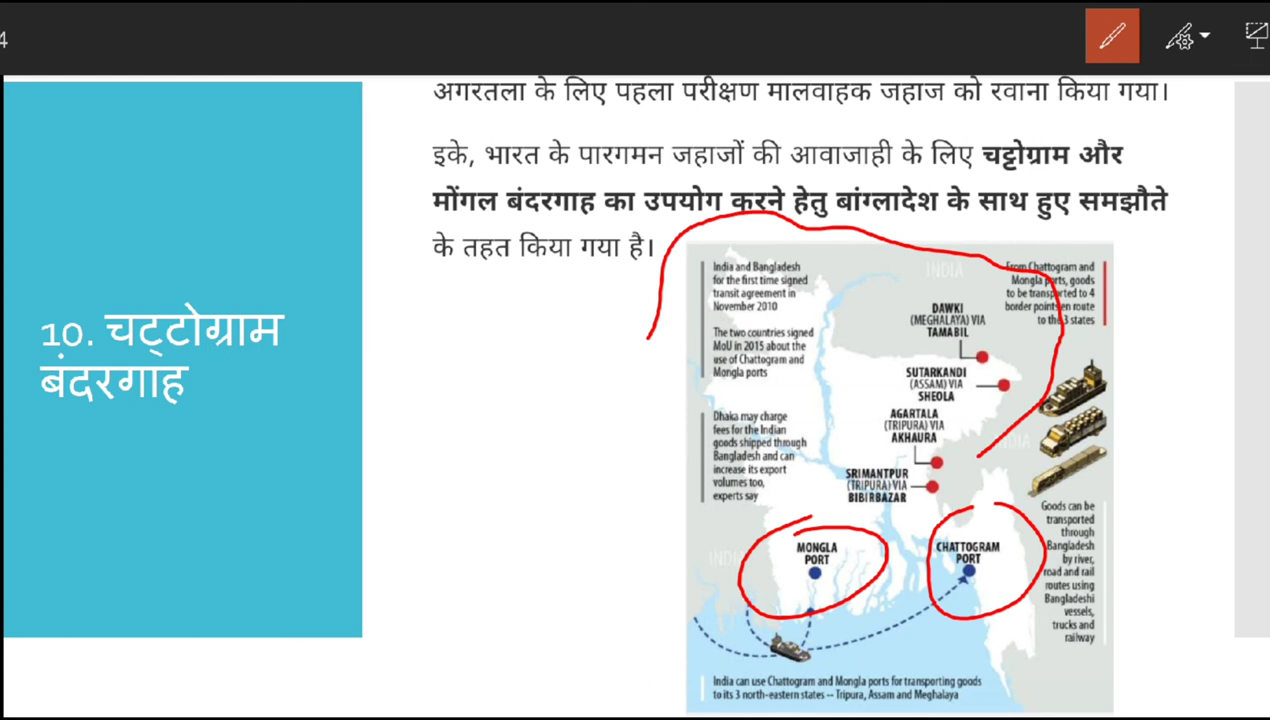 4
अगरतला के लिए पहला परीक्षण मालवाहक जहाज को रवाना किया गया।
इके, भारत के पारगमन जहाजों की आवाजाही के लिए चट्टोग्राम और
मोंगल बंदरगाह का उपयोग करने हेतु बांग्लादेश के साथ हुए समझौते
के तहत किया गया है।
10. चट्टोग्राम
बंदरगाह
India and Bangladesh
for the first time signed
transit agreement in
November 2010
The two countries signed
MoU in 2015 about the
use of Chattogram and
Mongla ports
Dhaka may charge
fees for the Indian
goods shipped through
Bangladesh and can
increase its export
volumes too,
experts say
INDIA
From Chattogram and
Mongla ports, goods
to be transported to 4
border points en route
to the 3 states
DAWKI
(MEGHALAYA) VIA
TAMABIL
SUTARKANDI
(ASSAM) VIA
SHEOLA
AGARTALA
(TRIPURA) VIA
AKHAURA
INDIA
SRIMANTPUR
(TRIPURA) VIA
BIBIRBAZAR
INDIA
MONGLA
PORT
CHATTOGRAM
PORT
Goods can be
transported
through
Bangladesh
by river,
road and rail
routes using
Bangladeshi
vessels,
trucks and
railway
India can use Chattogram and Mongla ports for transporting goods
to its 3 north-eastern states -- Tripura, Assam and Meghalaya